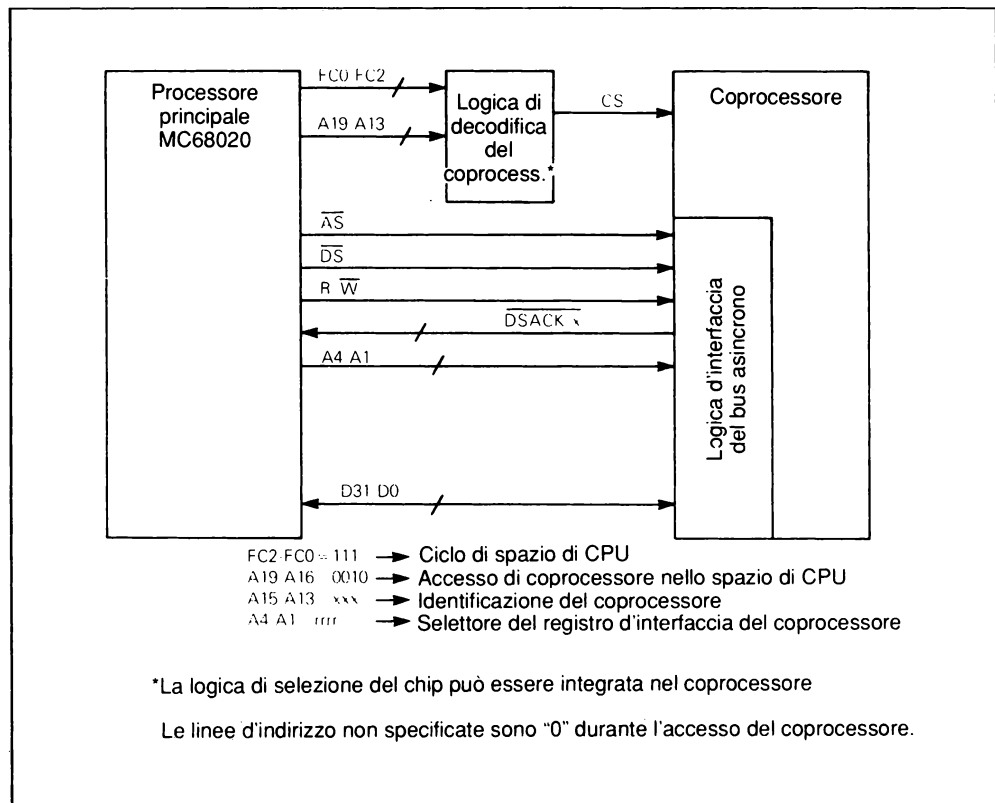 Processore
principale
MC68020
FC0 FC2
A19 A13
Logica di
decodifica
del
coprocess.*
CS
Coprocessore
AS
DS
R W
DSACK x
A4 A1
D31 D0
Logica d'interfaccia
del bus asincrono
FC2-FC0 = 111 → Ciclo di spazio di CPU
A19 A16 0010 → Accesso di coprocessore nello spazio di CPU
A15 A13 xxx → Identificazione del coprocessore
A4 A1 rrrr → Selettore del registro d'interfaccia del coprocessore
*La logica di selezione del chip può essere integrata nel coprocessore
Le linee d'indirizzo non specificate sono “0” durante l'accesso del coprocessore.